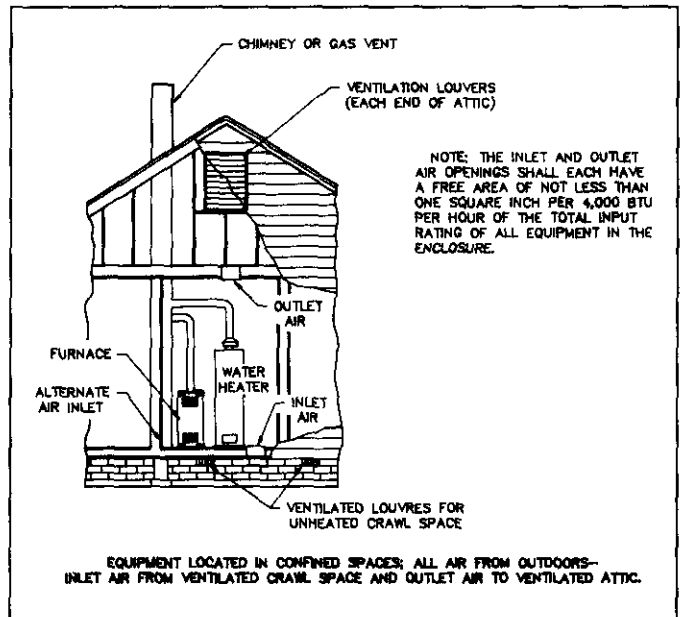 CHIMNEY OR GAS VENT
VENTILATION LOUVERS
(EACH END OF ATTIC)
NOTE; THE INLET AND OUTLET
AIR OPENINGS SHALL EACH HAVE
A FREE AREA OF NOT LESS THAN
ONE SQUARE INCH PER 4,000 BTU
PER HOUR OF THE TOTAL INPUT
RATING OF ALL EQUIPMENT IN THE
ENCLOSURE.
OUTLET
AIR
FURNACE
WATER
HEATER
ALTERNATE
AIR INLET
INLET
AIR
VENTILATED LOUVRES FOR
UNHEATED CRAWL SPACE
EQUIPMENT LOCATED IN CONFINED SPACES; ALL AIR FROM OUTDOORS—
INLET AIR FROM VENTILATED CRAWL SPACE AND OUTLET AIR TO VENTILATED ATTIC.